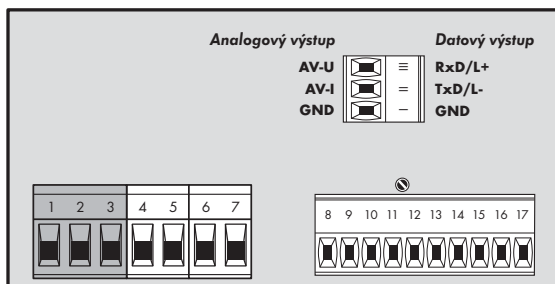 Analogový výstup Datový výstup
AV-U ≡ RxD/L+
AV-I = TxD/L-
GND – GND
1 2 3 4 5 6 7
8 9 10 11 12 13 14 15 16 17